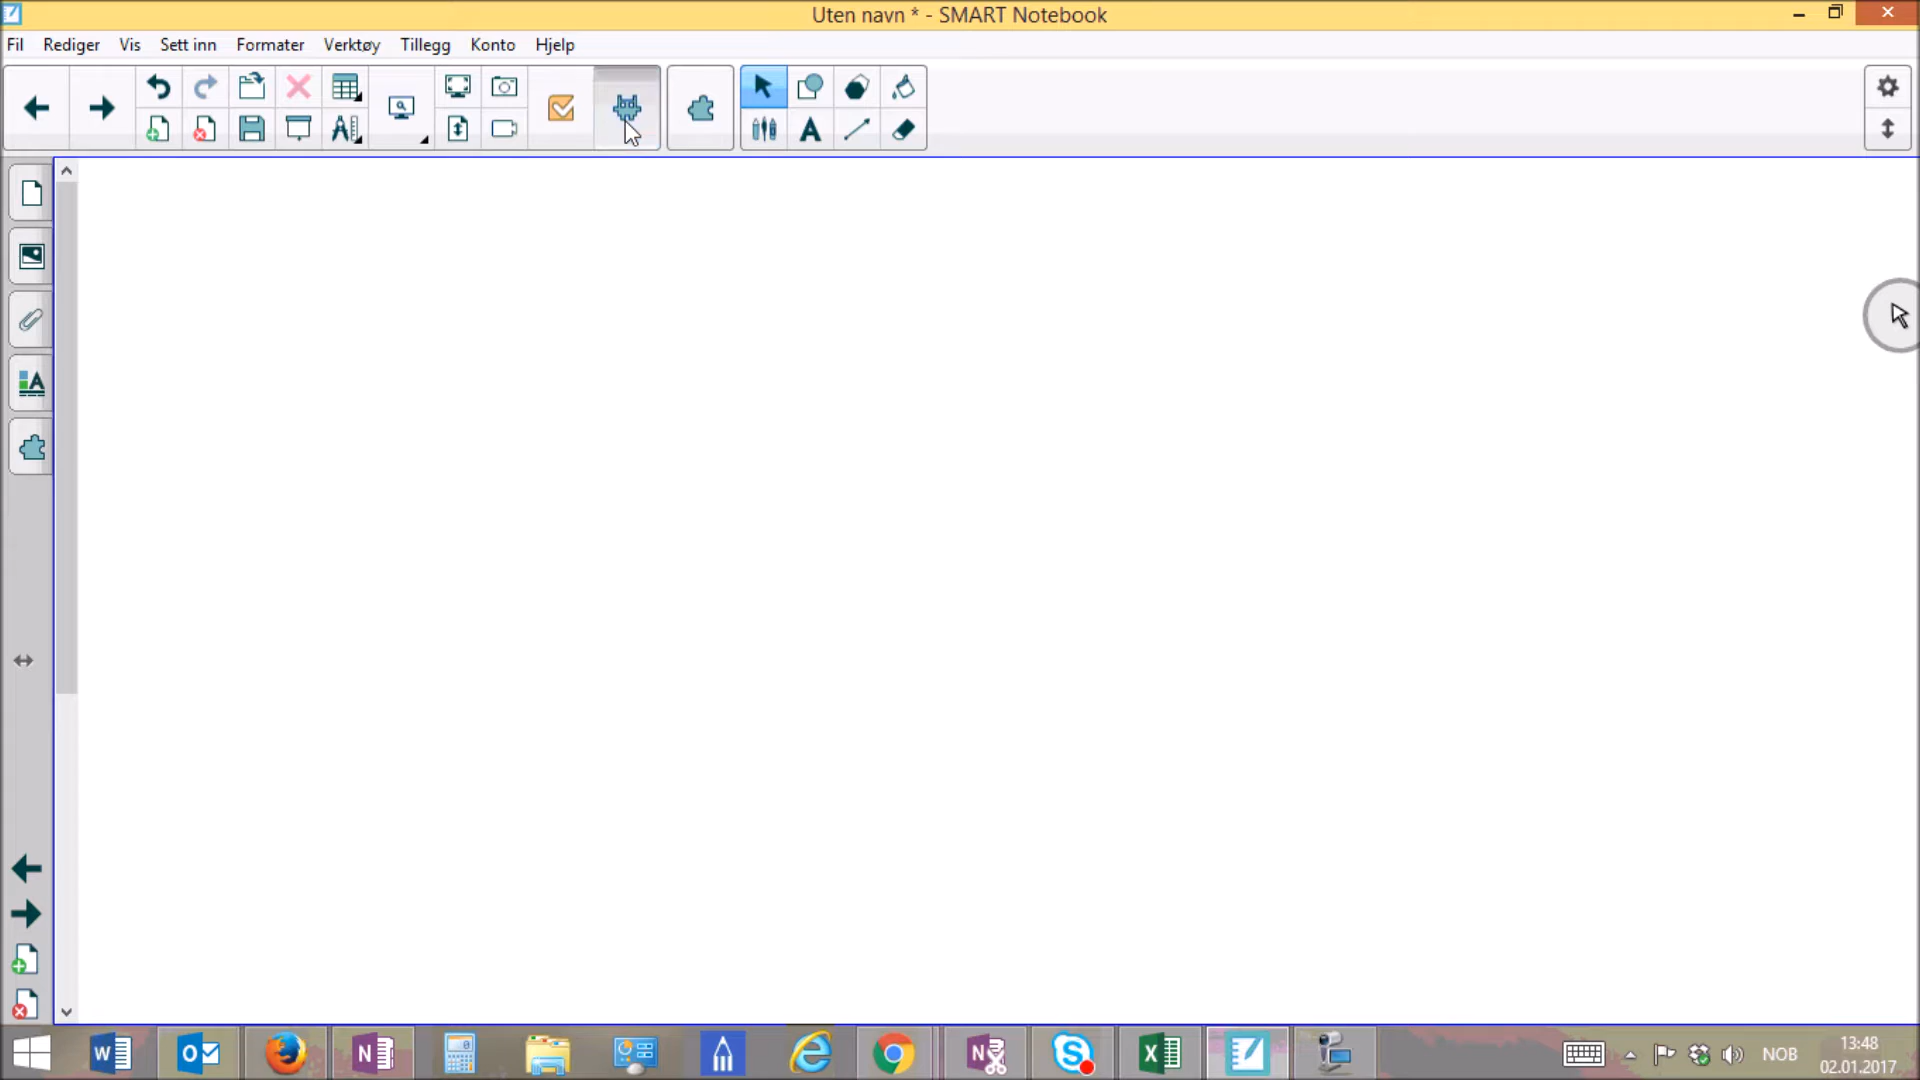 Uten navn * - SMART Notebook
Fil Rediger Vis Sett inn Formater Verktøy Tillegg Konto Hjelp
NOB
13:48
02.01.2017